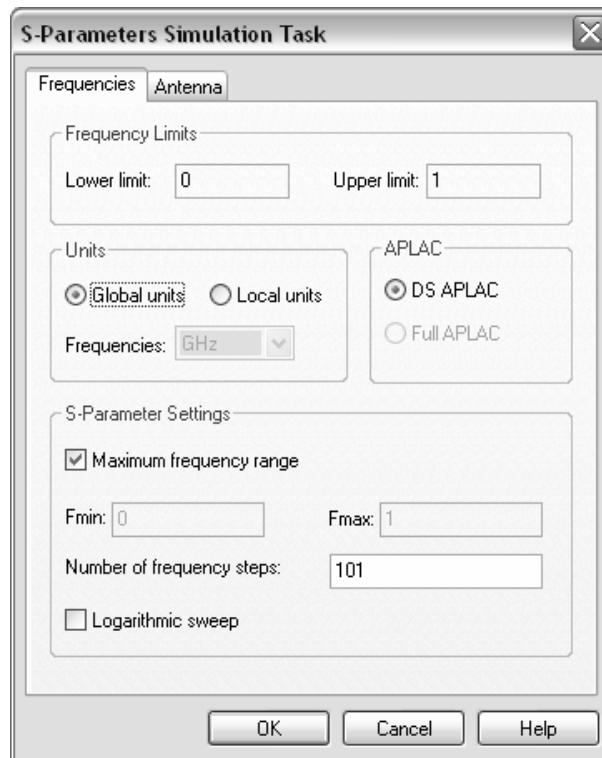 S-Parameters Simulation Task
Frequencies Antenna
Frequency Limits
Lower limit: 0 Upper limit: 1
Units
Global units Local units
Frequencies: GHz
APLAC
DS APLAC
Full APLAC
S-Parameter Settings
Maximum frequency range
Fmin: 0 Fmax: 1
Number of frequency steps: 101
Logarithmic sweep
OK Cancel Help